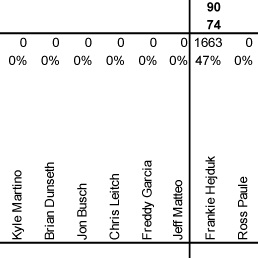 90
74
0 0 0 0 0 0 1663 0
0% 0% 0% 0% 0% 0% 47% 0%
Kyle Martino
Brian Dunseth
Jon Busch
Chris Leitch
Freddy Garcia
Jeff Matteo
Frankie Hejduk
Ross Paule